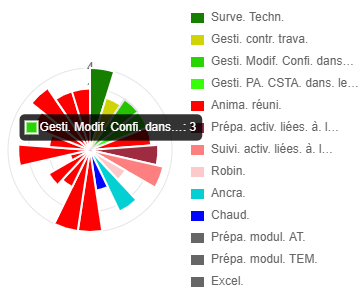 4
Gesti. Modif. Confi. dans...: 3
Surve. Techn.
Gesti. contr. trava.
Gesti. Modif. Confi. dans...
Gesti. PA. CSTA. dans. le...
Anima. réuni.
Prépa. activ. liées. à. l...
Suivi. activ. liées. à. l...
Robin.
Ancra.
Chaud.
Prépa. modul. AT.
Prépa. modul. TEM.
Excel.